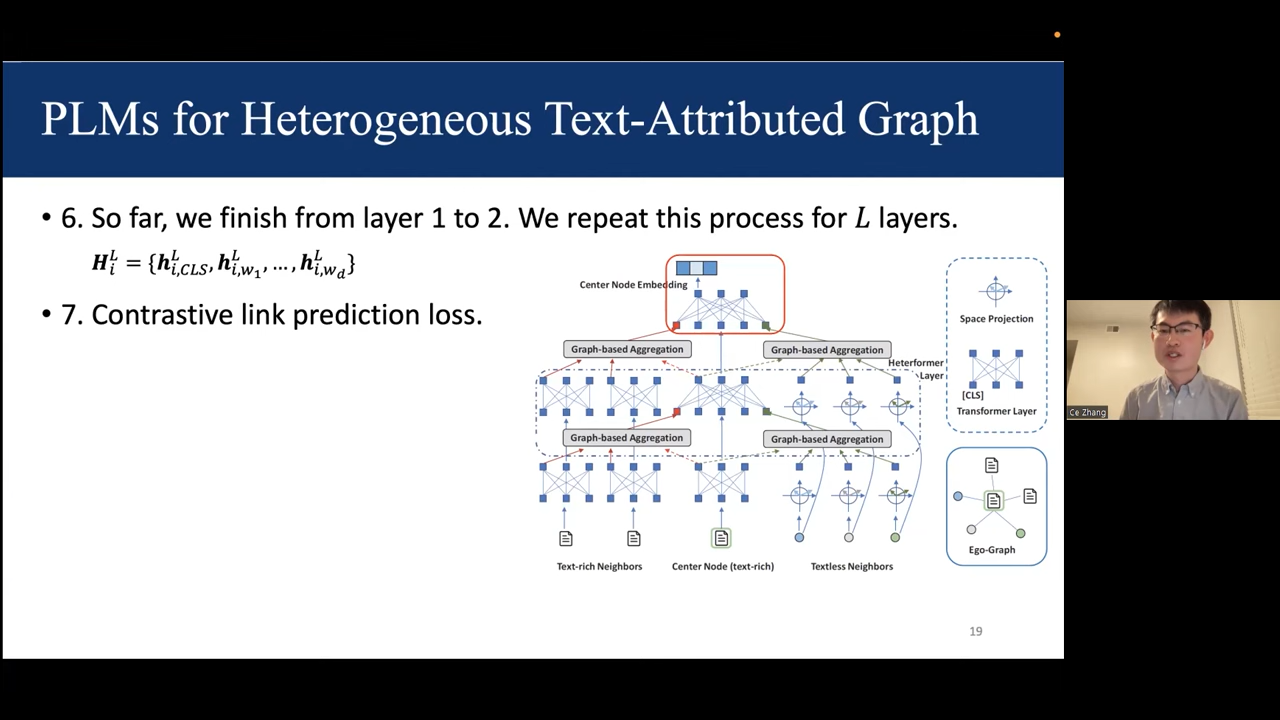 PLMs for Heterogeneous Text-Attributed Graph
• 6. So far, we finish from layer 1 to 2. We repeat this process for L layers.
H_i^L = {h_{i,CLS}^L, h_{i,w_1}^L, ..., h_{i,w_d}^L}
• 7. Contrastive link prediction loss.
Center Node Embedding
Graph-based Aggregation
Graph-based Aggregation
Heterformer
Layer
Graph-based Aggregation
Graph-based Aggregation
Text-rich Neighbors
Center Node (text-rich)
Textless Neighbors
Space Projection
[CLS]
Transformer Layer
Ego-Graph
19
Ce Zhang